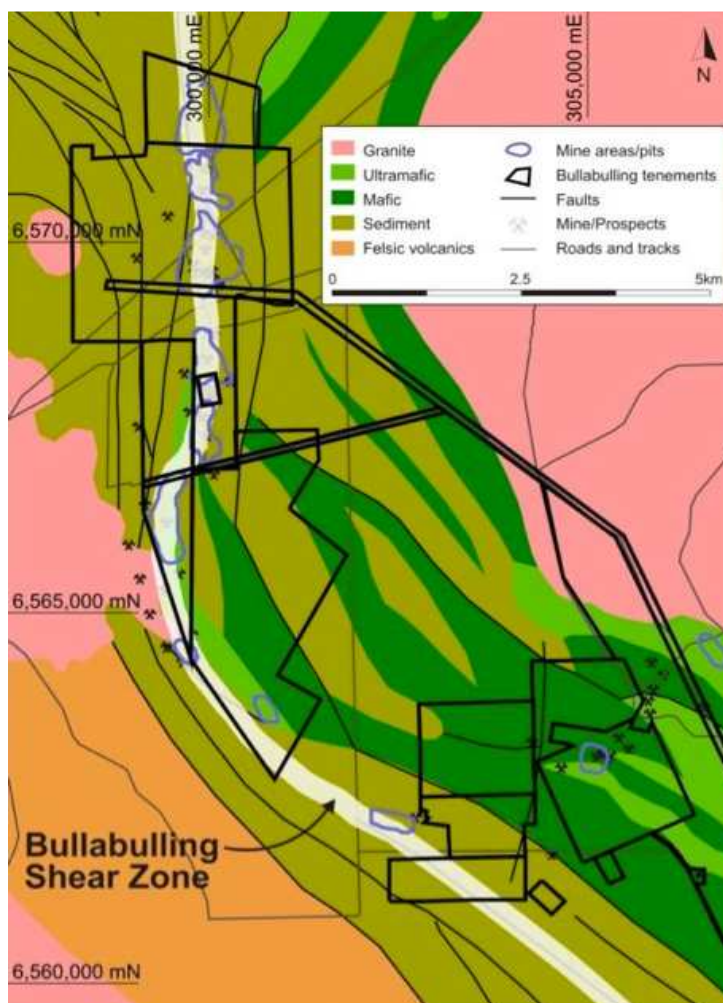 300,000 mE
305,000 mE
N
Granite
Ultramafic
Mafic
Sediment
Felsic volcanics
Mine areas/pits
Bullabulling tenements
Faults
Mine/Prospects
Roads and tracks
0 2.5 5km
6,570,000 mN
6,565,000 mN
Bullabulling
Shear Zone
6,560,000 mN